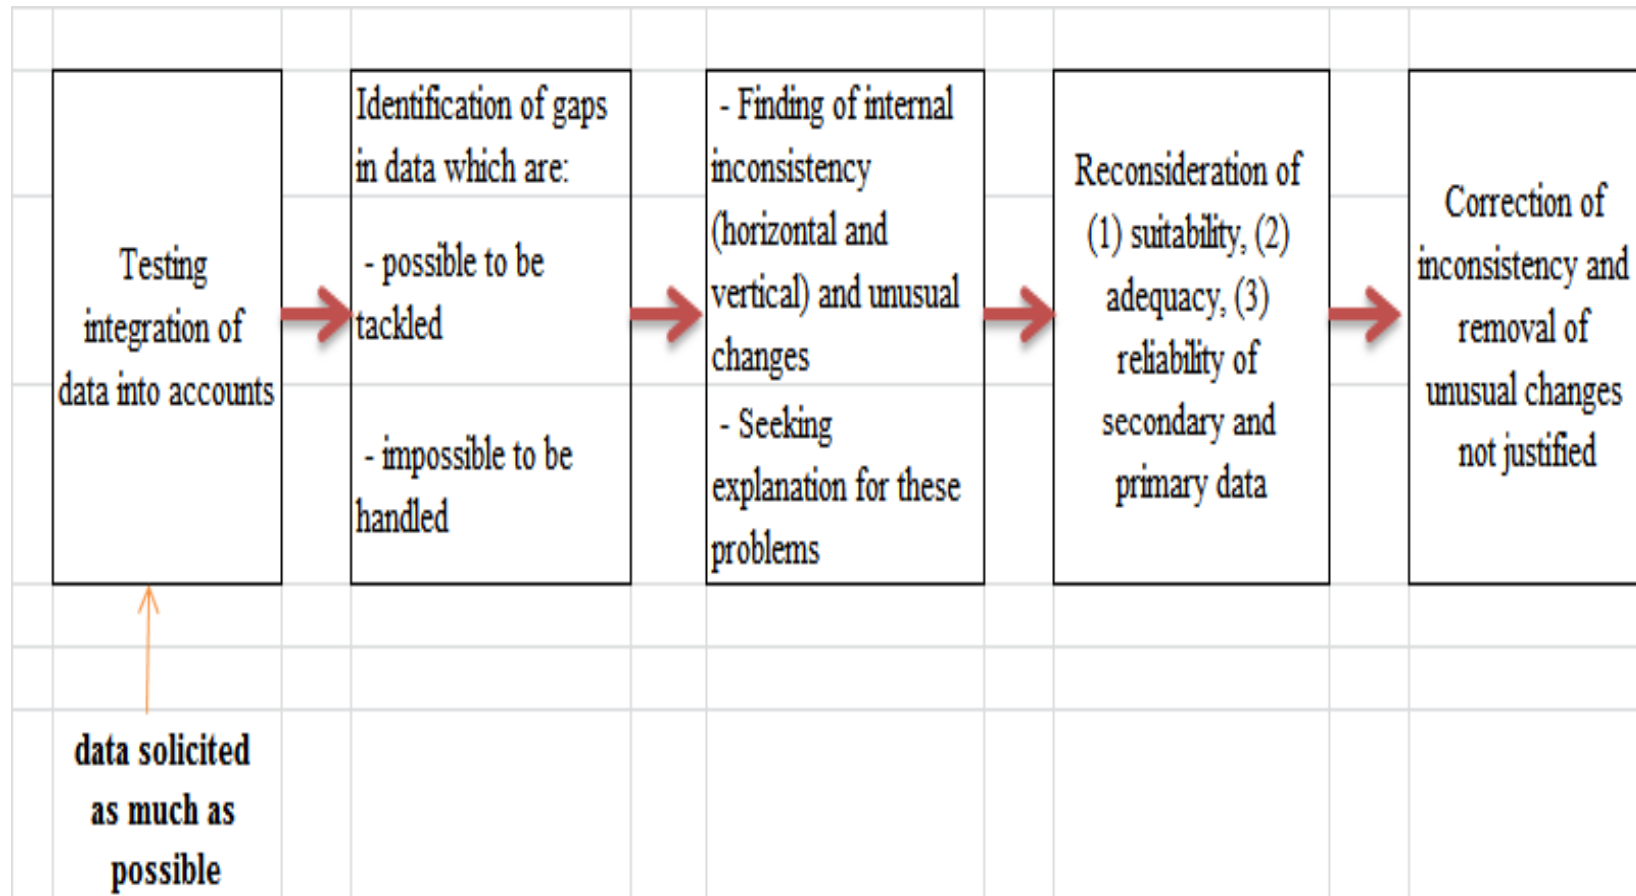 Testing
integration of
data into accounts
Identification of gaps
in data which are:
- possible to be
tackled
- impossible to be
handled
- Finding of internal
inconsistency
(horizontal and
vertical) and unusual
changes
- Seeking
explanation for these
problems
Reconsideration of
(1) suitability, (2)
adequacy, (3)
reliability of
secondary and
primary data
Correction of
inconsistency and
removal of
unusual changes
not justified
data solicited
as much as
possible